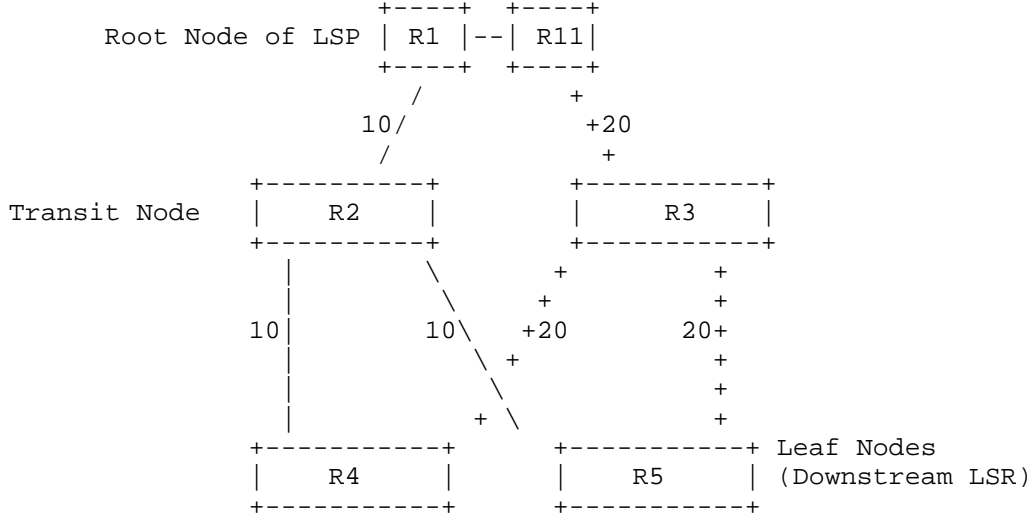 Root Node of LSP | R1 |--| R11|
10/ +20
Transit Node | R2 | | R3 |
10| 10\ +20 20+
Leaf Nodes
| R4 | | R5 | (Downstream LSR)